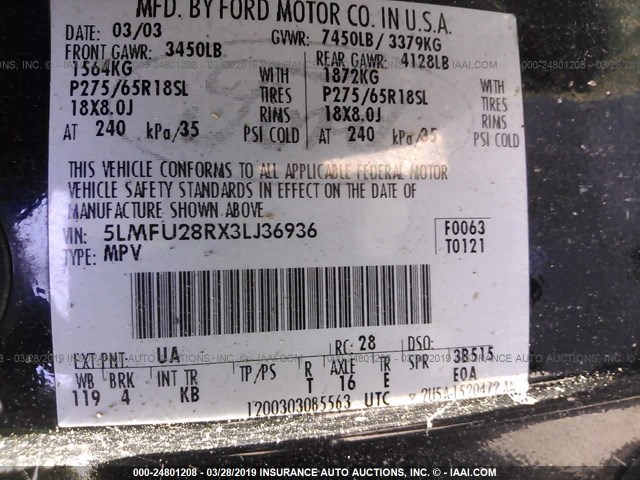 MFD. BY FORD MOTOR CO. IN U.S.A.
DATE: 03/03 GVWR: 7450LB/ 3379KG
FRONT GAWR: 3450LB REAR GAWR: 4128LB
1564KG WITH 1872KG WITH
P275/65R18SL TIRES P275/65R18SL TIRES
18X8.0J RIMS 18X8.0J RIMS
AT 240 kPa/35 PSI COLD AT 240 kPa/35 PSI COLD
THIS VEHICLE CONFORMS TO ALL APPLICABLE FEDERAL MOTOR
VEHICLE SAFETY STANDARDS IN EFFECT ON THE DATE OF
MANUFACTURE SHOWN ABOVE.
VIN: 5LMFU28RX3LJ36936 F0063
TYPE: MPV T0121
EXT PNT: UA RC: 28 DSO:
WB BRK INT TR TP/PS R AXLE TR SPR 3B515
119 4 KB T 16 E E0A
1200303085563 UTC
000-24801208 - 03/28/2019 - INSURANCE AUTO AUCTIONS, INC. - IAAI.COM